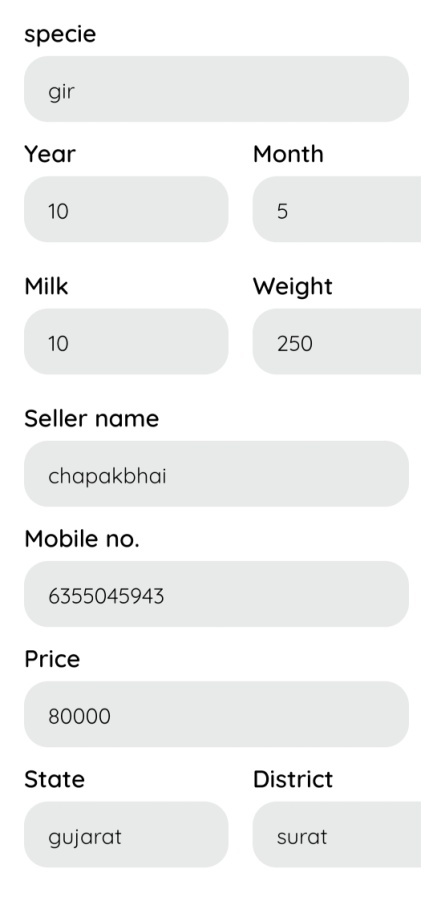 specie
gir
Year Month
10 5
Milk Weight
10 250
Seller name
chapakbhai
Mobile no.
6355045943
Price
80000
State District
gujarat surat